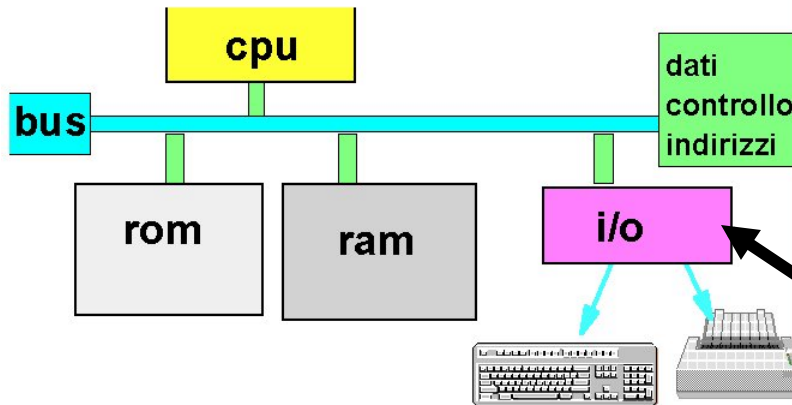 cpu
bus
dati
controllo
indirizzi
rom
ram
i/o